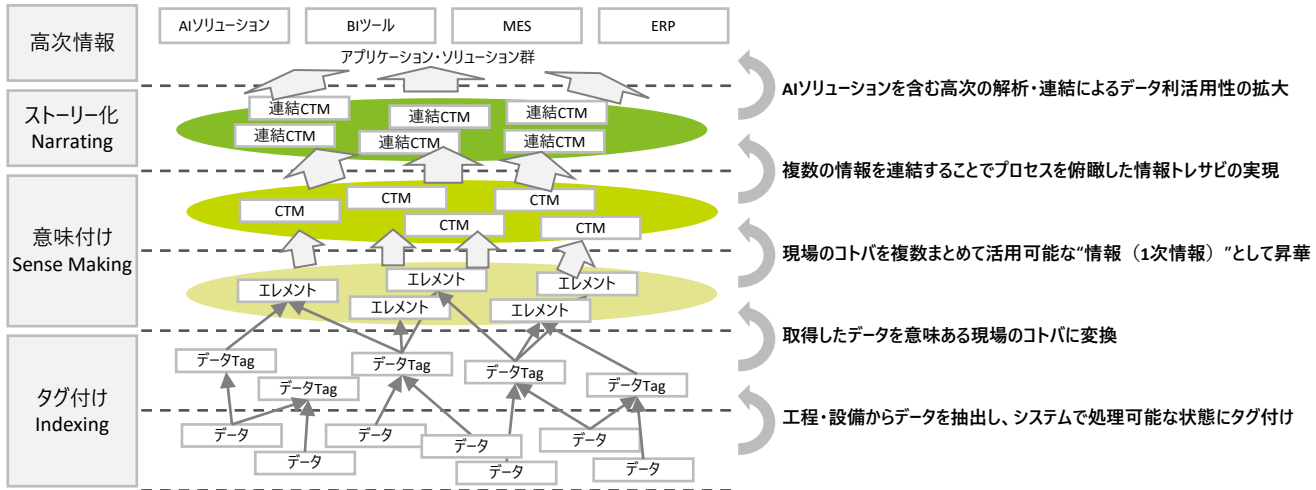 高次情報
AIソリューション
BIツール
MES
ERP
アプリケーション・ソリューション群
AIソリューションを含む高次の解析・連結によるデータ利活用性の拡大
ストーリー化
Narrating
連結CTM
連結CTM
連結CTM
連結CTM
連結CTM
連結CTM
複数の情報を連結することでプロセスを俯瞰した情報トレサビの実現
意味付け
Sense Making
CTM
CTM
CTM
CTM
CTM
現場のコトバを複数まとめて活用可能な“情報（1次情報）”として昇華
エレメント
エレメント
エレメント
エレメント
エレメント
取得したデータを意味ある現場のコトバに変換
タグ付け
Indexing
データTag
データTag
データTag
データTag
データTag
工程・設備からデータを抽出し、システムで処理可能な状態にタグ付け
データ
データ
データ
データ
データ
データ
データ